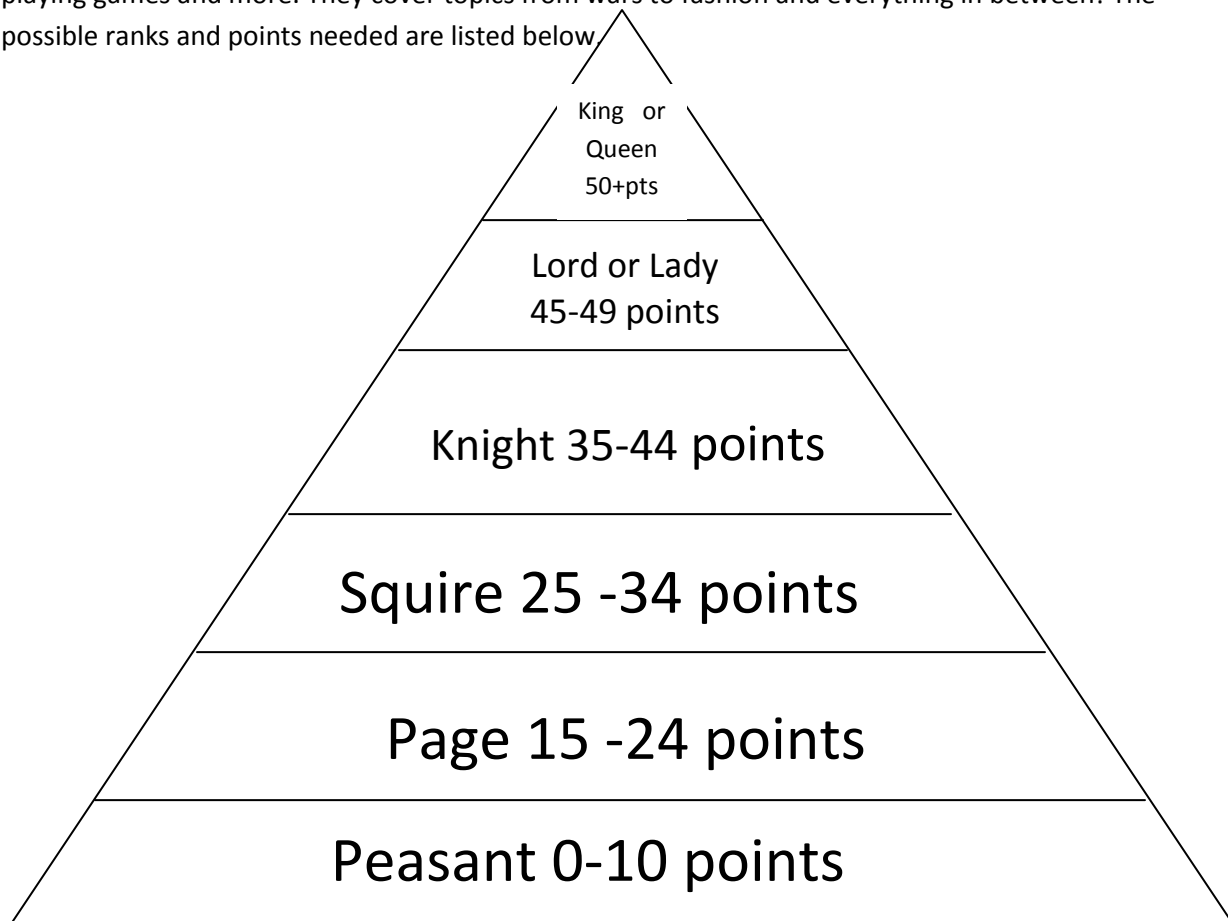 playing games and more. They cover topics from wars to fashion and everything in between! The
possible ranks and points needed are listed below.
King or
Queen
50+pts
Lord or Lady
45-49 points
Knight 35-44 points
Squire 25 -34 points
Page 15 -24 points
Peasant 0-10 points